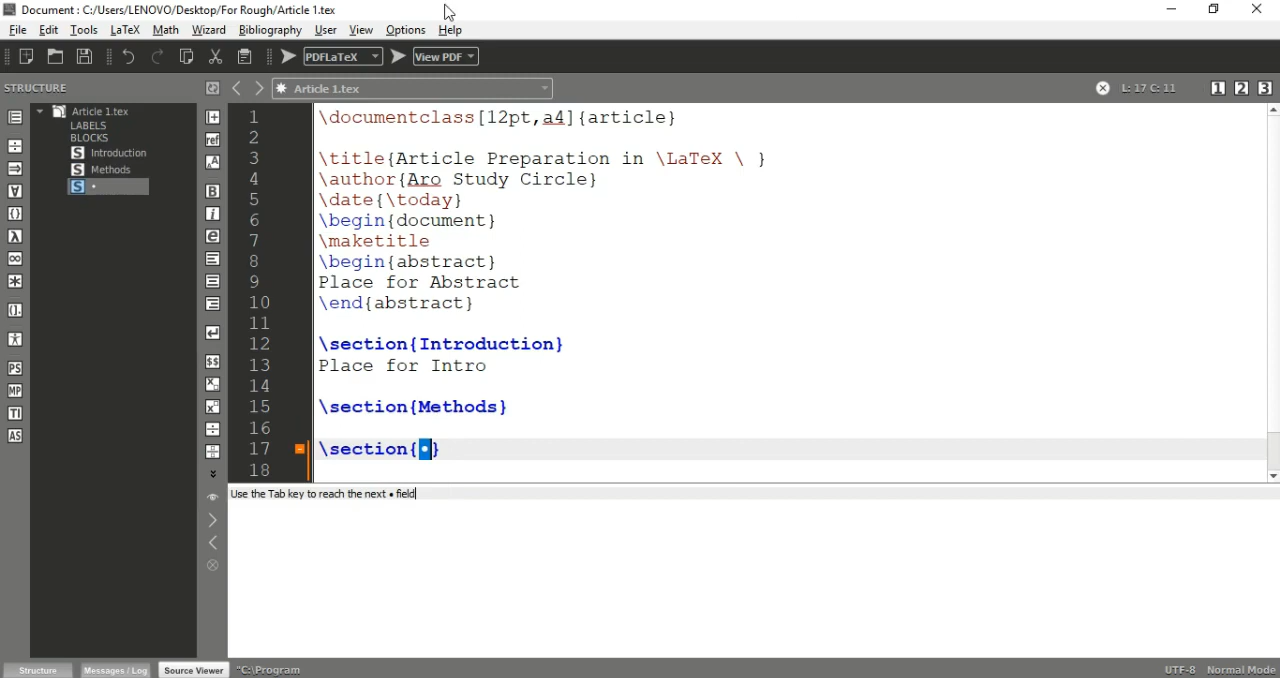 Document : C:/Users/LENOVO/Desktop/For Rough/Article 1.tex
File Edit Tools LaTeX Math Wizard Bibliography User View Options Help
PDFLaTeX View PDF
STRUCTURE Article 1.tex L: 17 C: 11 1 2 3
Article 1.tex
LABELS
BLOCKS
S Introduction
S Methods
S •
1 \documentclass[12pt,a4]{article}
2
3 \title{Article Preparation in \LaTeX \ }
4 \author{Aro Study Circle}
5 \date{\today}
6 \begin{document}
7 \maketitle
8 \begin{abstract}
9 Place for Abstract
10 \end{abstract}
11
12 \section{Introduction}
13 Place for Intro
14
15 \section{Methods}
16
17 \section{•}
18
Use the Tab key to reach the next • field
Structure Messages / Log Source Viewer "C:\Program UTF-8 Normal Mode